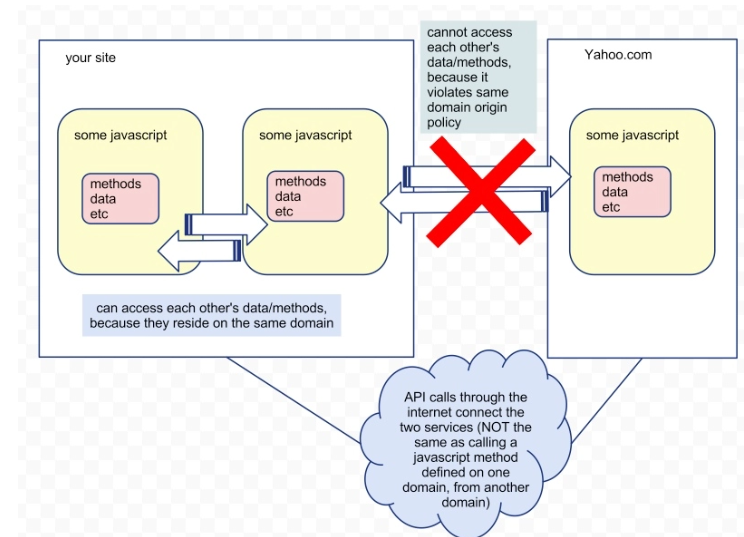 your site
some javascript
methods
data
etc
some javascript
methods
data
etc
can access each other's data/methods,
because they reside on the same domain
cannot access
each other's
data/methods,
because it
violates same
domain origin
policy
Yahoo.com
some javascript
methods
data
etc
API calls through the
internet connect the
two services (NOT the
same as calling a
javascript method
defined on one
domain, from another
domain)